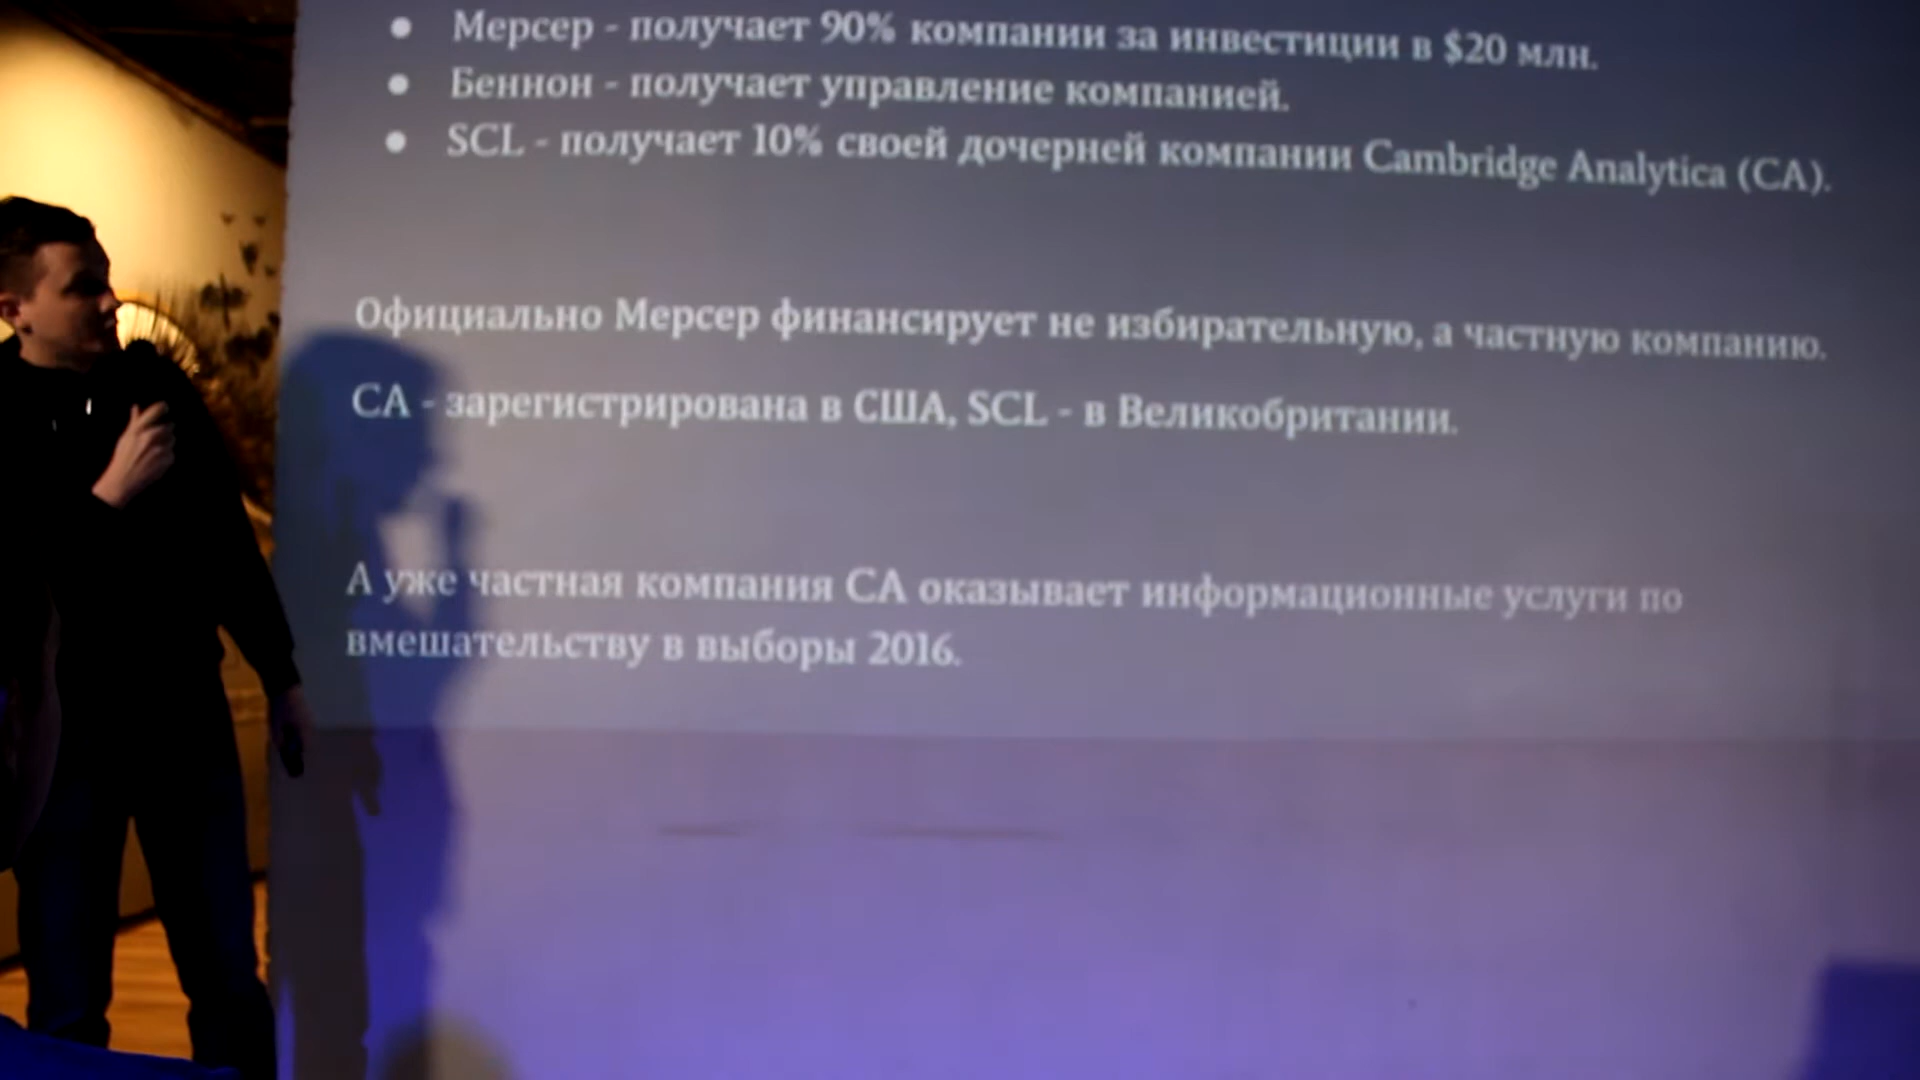 ● Мерсер - получает 90% компании за инвестиции в $20 млн.
● Беннон - получает управление компанией.
● SCL - получает 10% своей дочерней компании Cambridge Analytica (CA).
Официально Мерсер финансирует не избирательную, а частную компанию.
CA - зарегистрирована в США, SCL - в Великобритании.
А уже частная компания CA оказывает информационные услуги по
вмешательству в выборы 2016.